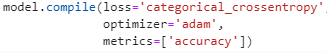 model.compile(loss='categorical_crossentropy',
optimizer='adam',
metrics=['accuracy'])